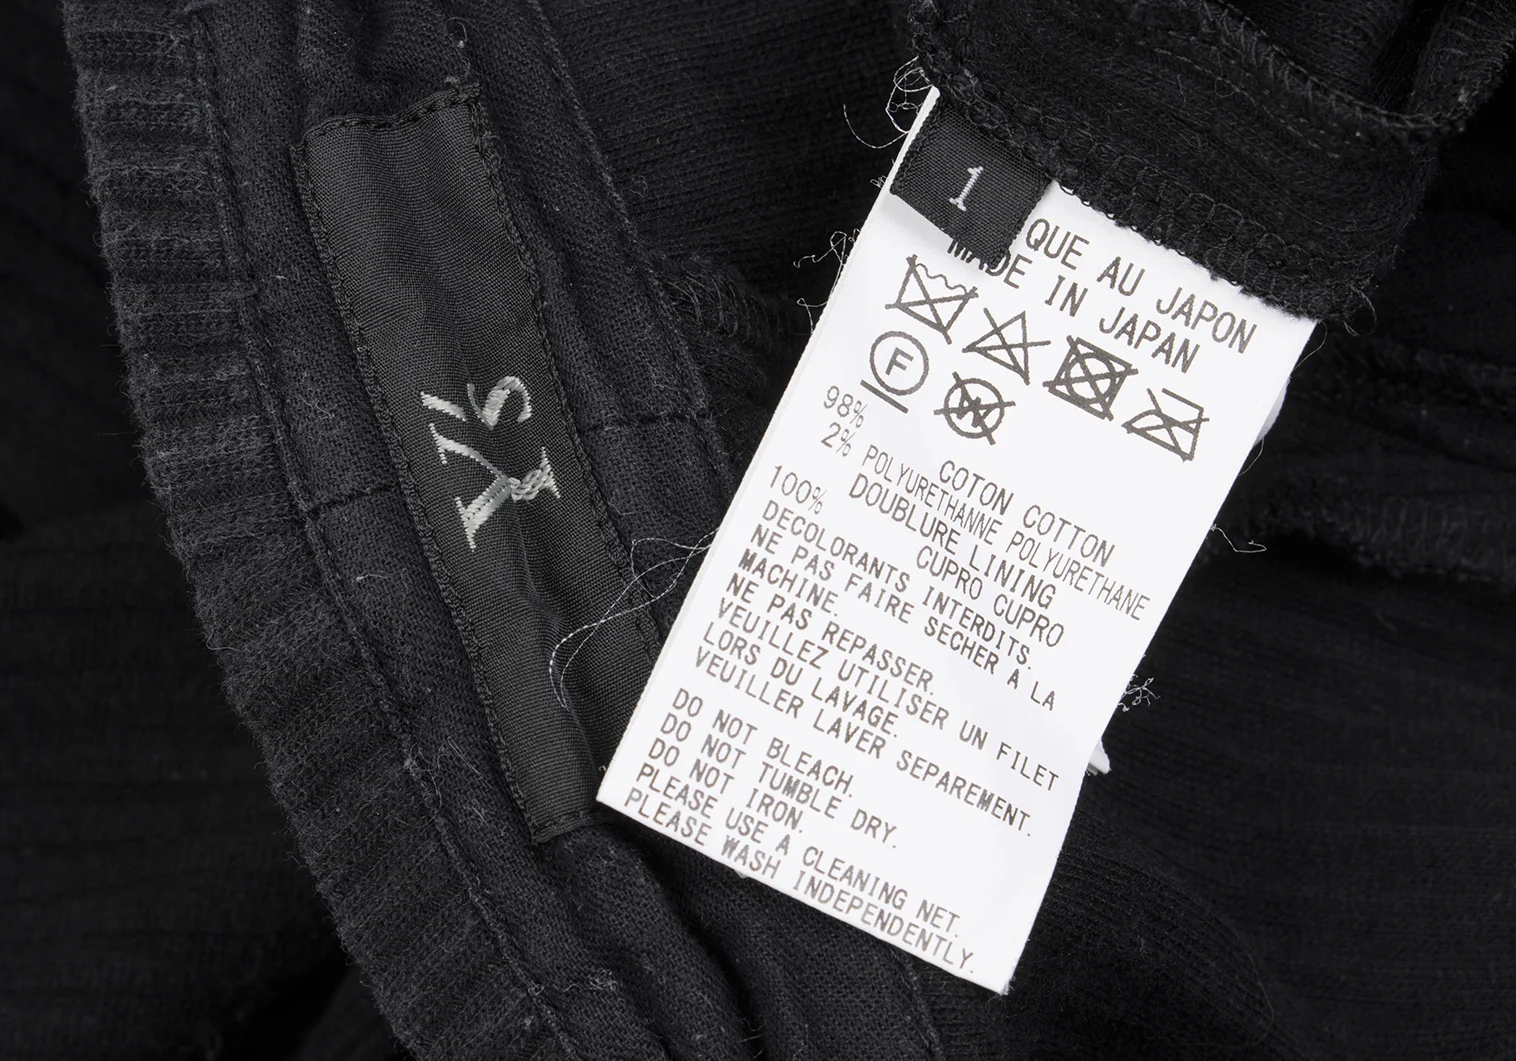 Y's
1
QUE AU JAPON
MADE IN JAPAN
F
W
98% COTON COTTON
2% POLYURETHANNE POLYURETHANE
DOUBLURE LINING
100% CUPRO CUPRO
DECOLORANTS INTERDITS.
NE PAS FAIRE SECHER A LA
MACHINE.
NE PAS REPASSER.
VEUILLEZ UTILISER UN FILET
LORS DU LAVAGE.
VEUILLER LAVER SEPAREMENT.
DO NOT BLEACH.
DO NOT TUMBLE DRY.
DO NOT IRON.
PLEASE USE A CLEANING NET.
PLEASE WASH INDEPENDENTLY.